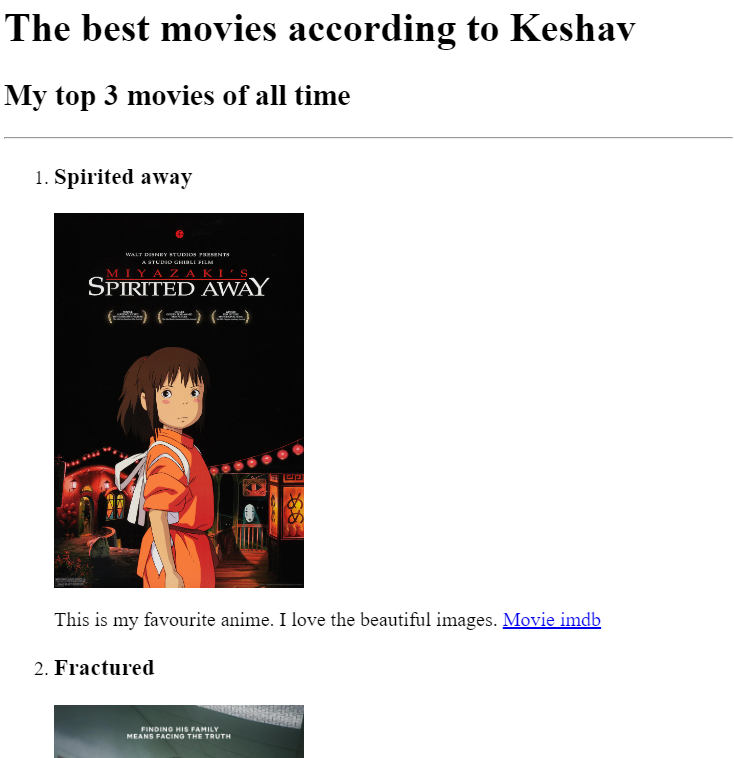 The best movies according to Keshav
My top 3 movies of all time
1. Spirited away
WALT DISNEY STUDIOS PRESENTS
A STUDIO GHIBLI FILM
MIYAZAKI'S
SPIRITED AWAY
This is my favourite anime. I love the beautiful images. Movie imdb
2. Fractured
FINDING HIS FAMILY
MEANS FACING THE TRUTH